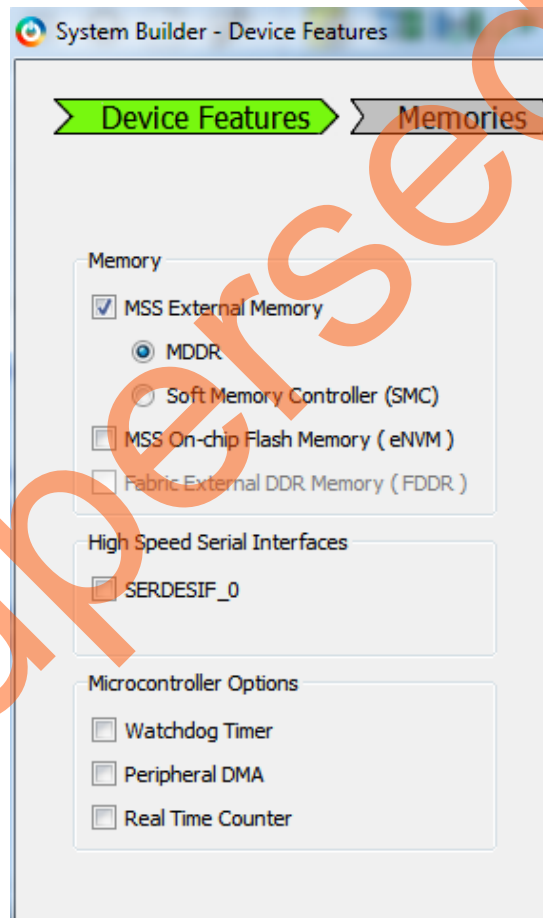 System Builder - Device Features
Device Features
Memories
Memory
MSS External Memory
MDDR
Soft Memory Controller (SMC)
MSS On-chip Flash Memory ( eNVM )
Fabric External DDR Memory ( FDDR )
High Speed Serial Interfaces
SERDESIF_0
Microcontroller Options
Watchdog Timer
Peripheral DMA
Real Time Counter